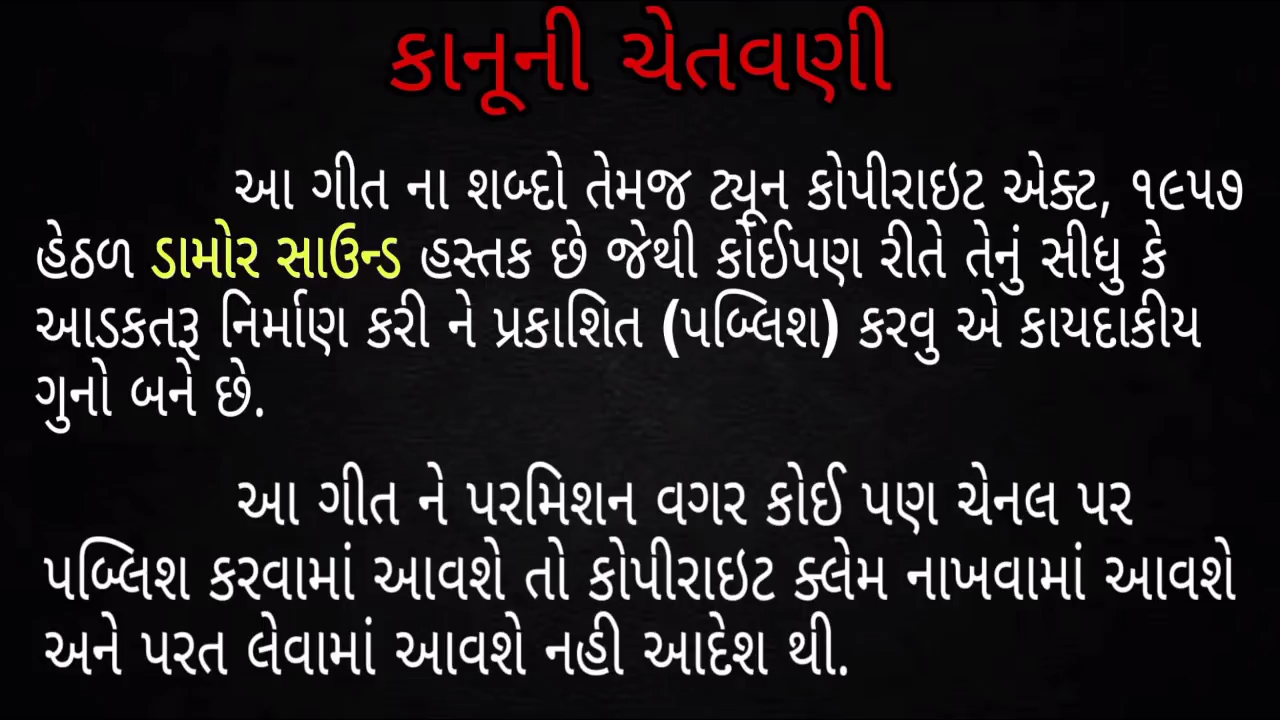 કાનૂની ચેતવણી
આ ગીત ના શબ્દો તેમજ ટ્યૂન કોપીરાઇટ એક્ટ, ૧૯૫૭
હેઠળ ડામોર સાઉન્ડ હસ્તક છે જેથી કોઈપણ રીતે તેનું સીધુ કે
આડકતરૂ નિર્માણ કરી ને પ્રકાશિત (પબ્લિશ) કરવુ એ કાયદાકીય
ગુનો બને છે.
આ ગીત ને પરમિશન વગર કોઈ પણ ચેનલ પર
પબ્લિશ કરવામાં આવશે તો કોપીરાઇટ ક્લેમ નાખવામાં આવશે
અને પરત લેવામાં આવશે નહી આદેશ થી.